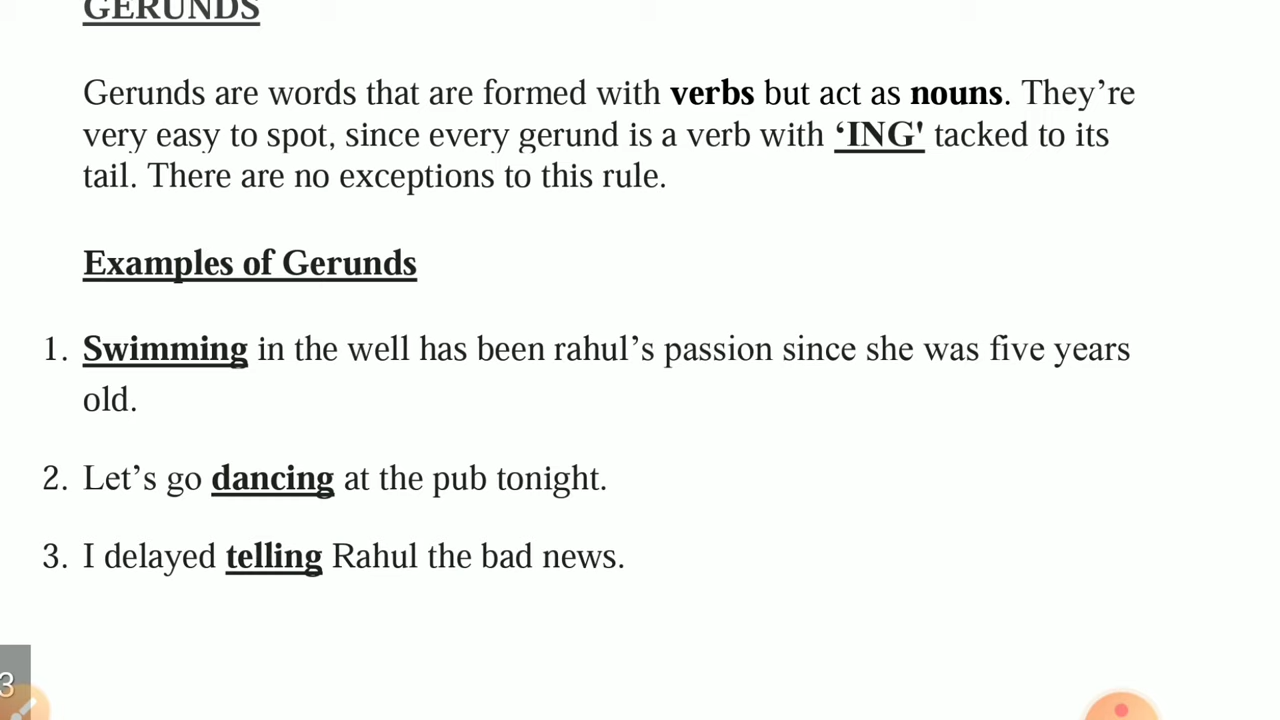 GERUNDS
Gerunds are words that are formed with verbs but act as nouns. They’re
very easy to spot, since every gerund is a verb with ‘ING' tacked to its
tail. There are no exceptions to this rule.
Examples of Gerunds
1. Swimming in the well has been rahul’s passion since she was five years
old.
2. Let’s go dancing at the pub tonight.
3. I delayed telling Rahul the bad news.
3